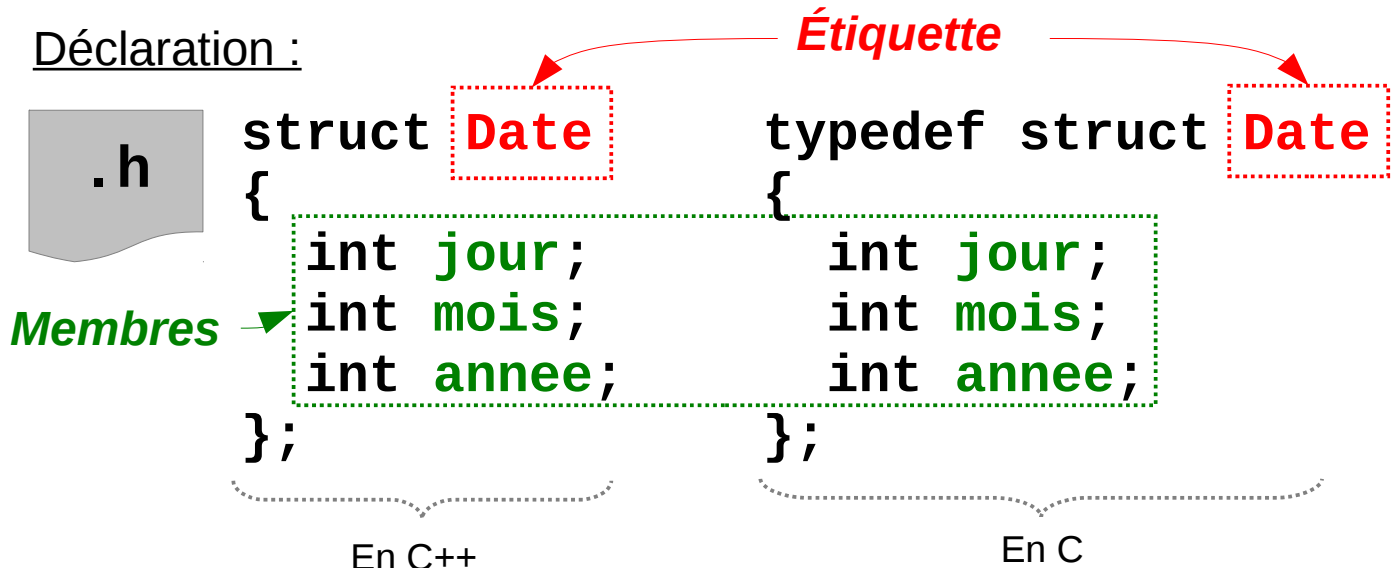 Déclaration :
Étiquette
.h
struct Date
{
int jour;
int mois;
int annee;
};
En C++
typedef struct Date
{
int jour;
int mois;
int annee;
};
En C
Membres